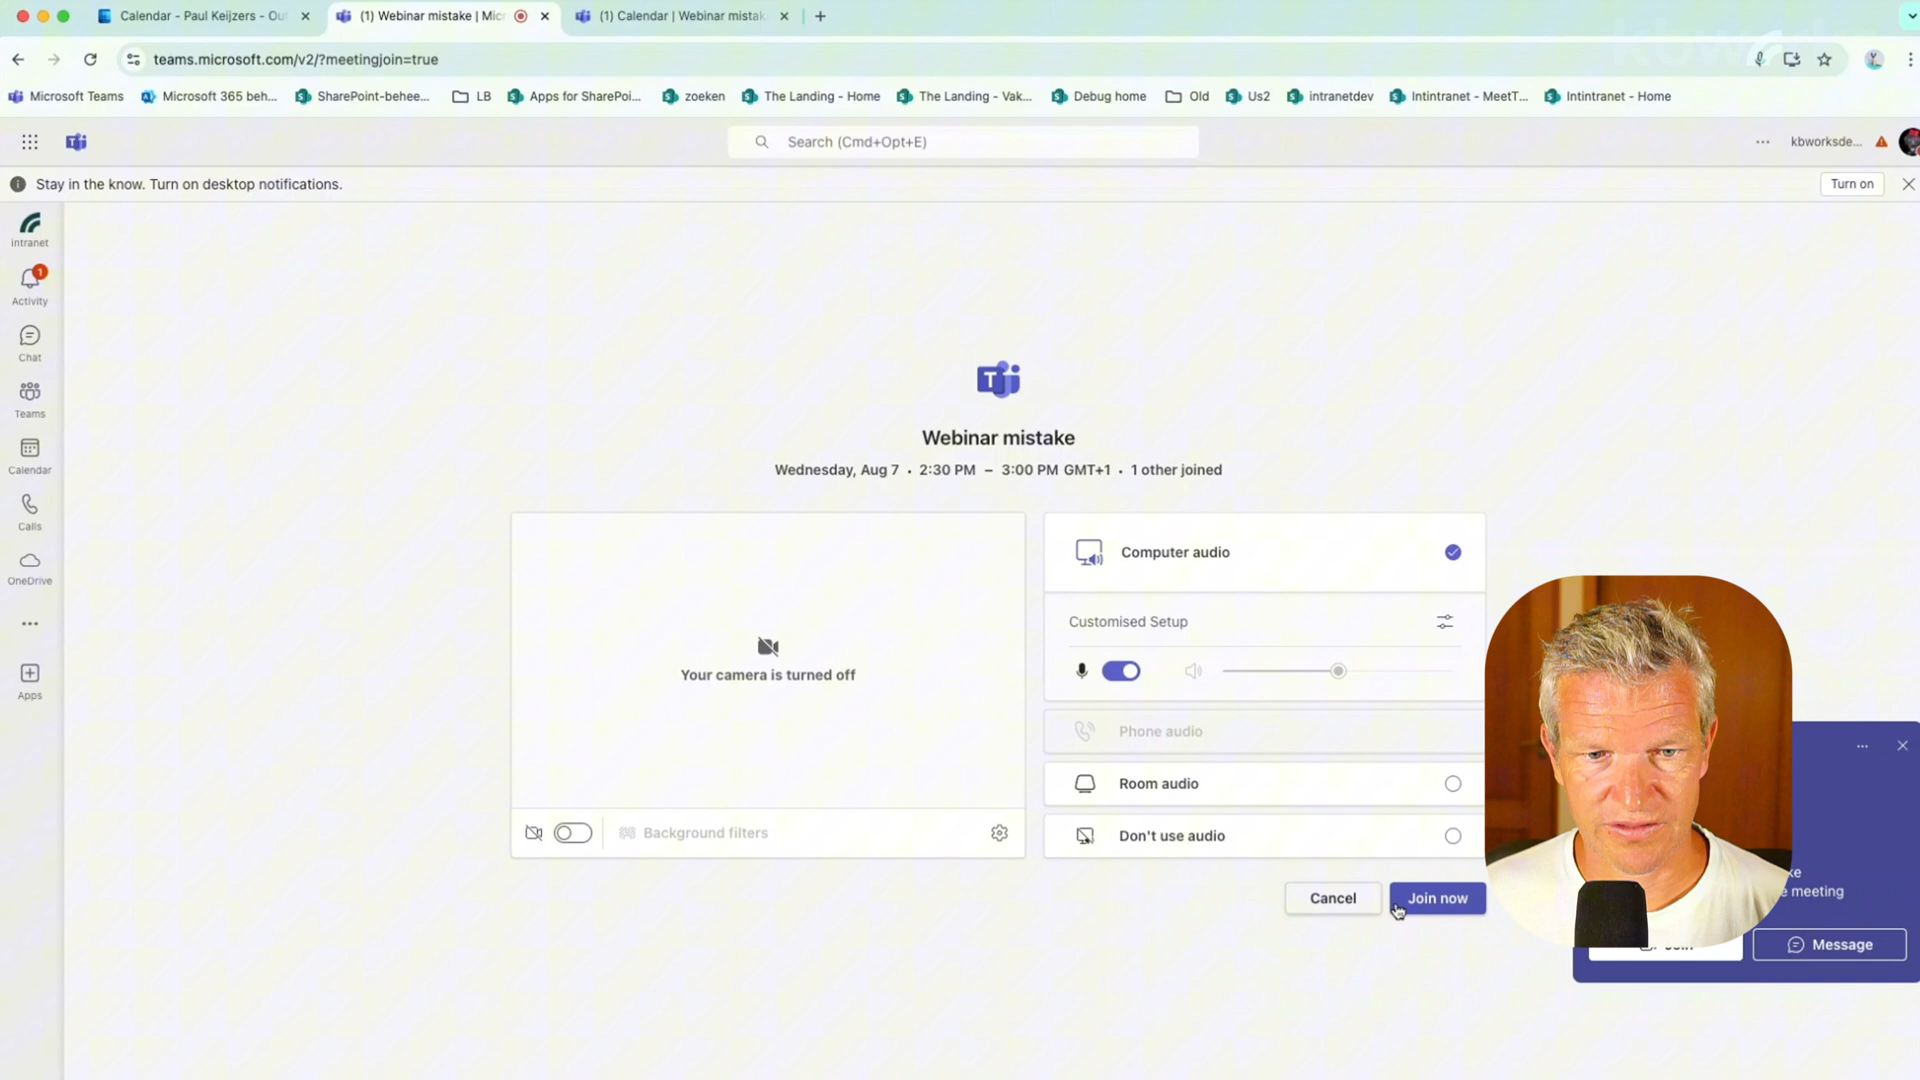 Calendar - Paul Keijzers - Ou
(1) Webinar mistake | Mic
(1) Calendar | Webinar mistak
teams.microsoft.com/v2/?meetingjoin=true
Microsoft Teams
Microsoft 365 beh...
SharePoint-behee...
LB
Apps for SharePoi...
zoeken
The Landing - Home
The Landing - Vak...
Debug home
Old
Us2
intranetdev
Intintranet - MeetT...
Intintranet - Home
Search (Cmd+Opt+E)
kbworksde...
Stay in the know. Turn on desktop notifications.
Turn on
intranet
1
Activity
Chat
Teams
Calendar
Calls
OneDrive
Apps
T
Webinar mistake
Wednesday, Aug 7 • 2:30 PM – 3:00 PM GMT+1 • 1 other joined
Your camera is turned off
Background filters
Computer audio
Customised Setup
Phone audio
Room audio
Don't use audio
Cancel
Join now
ke
meeting
Message